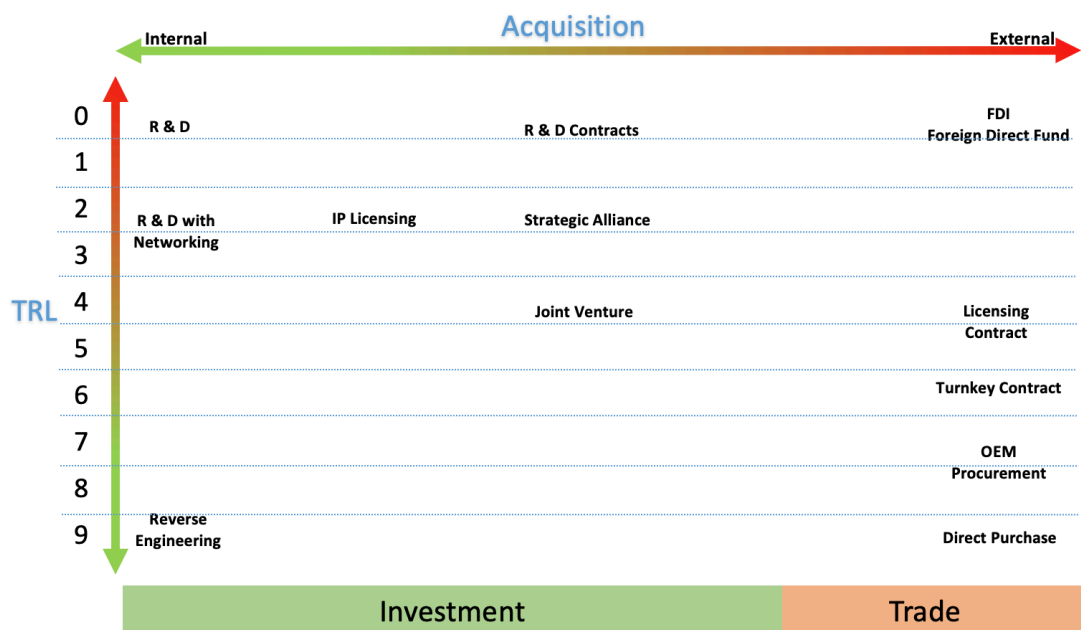 Acquisition
Internal
External
0
R & D
R & D Contracts
FDI
Foreign Direct Fund
1
2
R & D with
Networking
IP Licensing
Strategic Alliance
3
TRL
4
Joint Venture
Licensing
Contract
5
6
Turnkey Contract
7
OEM
Procurement
8
9
Reverse
Engineering
Direct Purchase
Investment
Trade